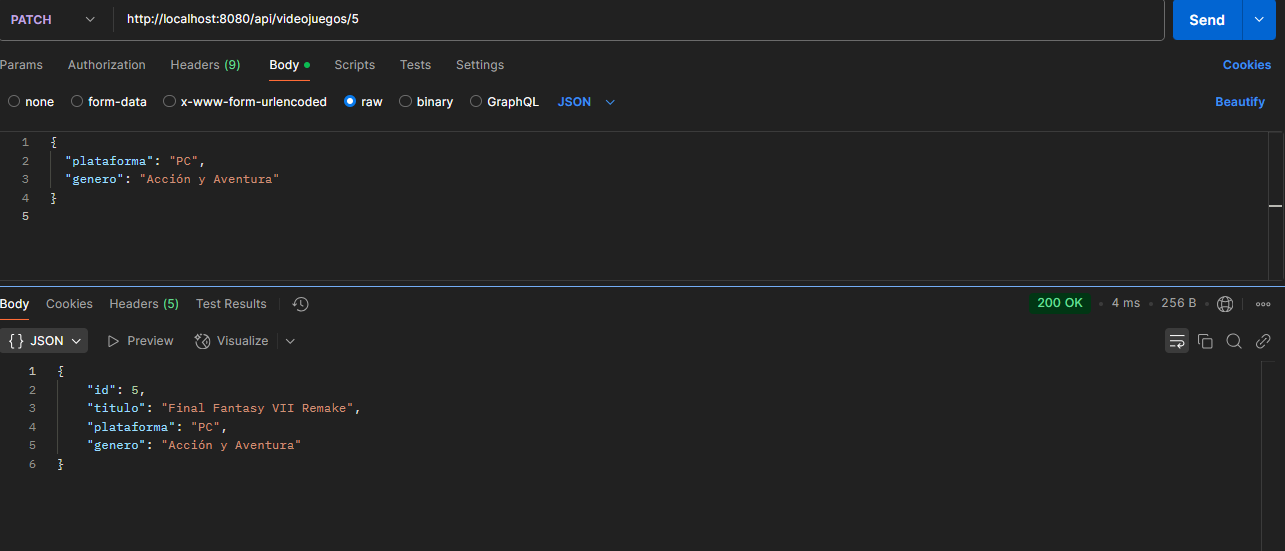 PATCH http://localhost:8080/api/videojuegos/5 Send
Params Authorization Headers (9) Body Scripts Tests Settings Cookies
none form-data x-www-form-urlencoded raw binary GraphQL JSON Beautify
1 {
2 "plataforma": "PC",
3 "genero": "Acción y Aventura"
4 }
5
Body Cookies Headers (5) Test Results 200 OK 4 ms 256 B
{} JSON Preview Visualize
1 {
2 "id": 5,
3 "titulo": "Final Fantasy VII Remake",
4 "plataforma": "PC",
5 "genero": "Acción y Aventura"
6 }